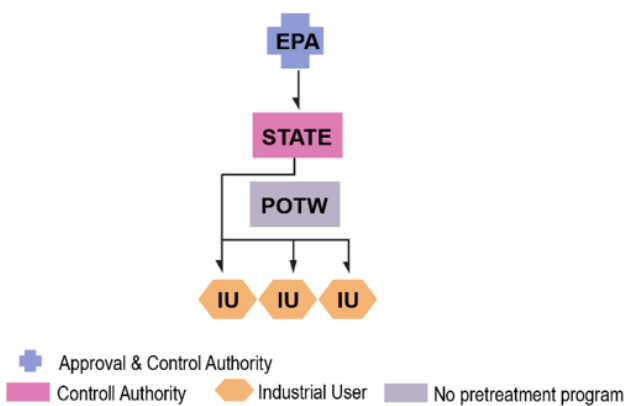 EPA
STATE
POTW
IU IU IU
Approval & Control Authority
Controll Authority Industrial User No pretreatment program